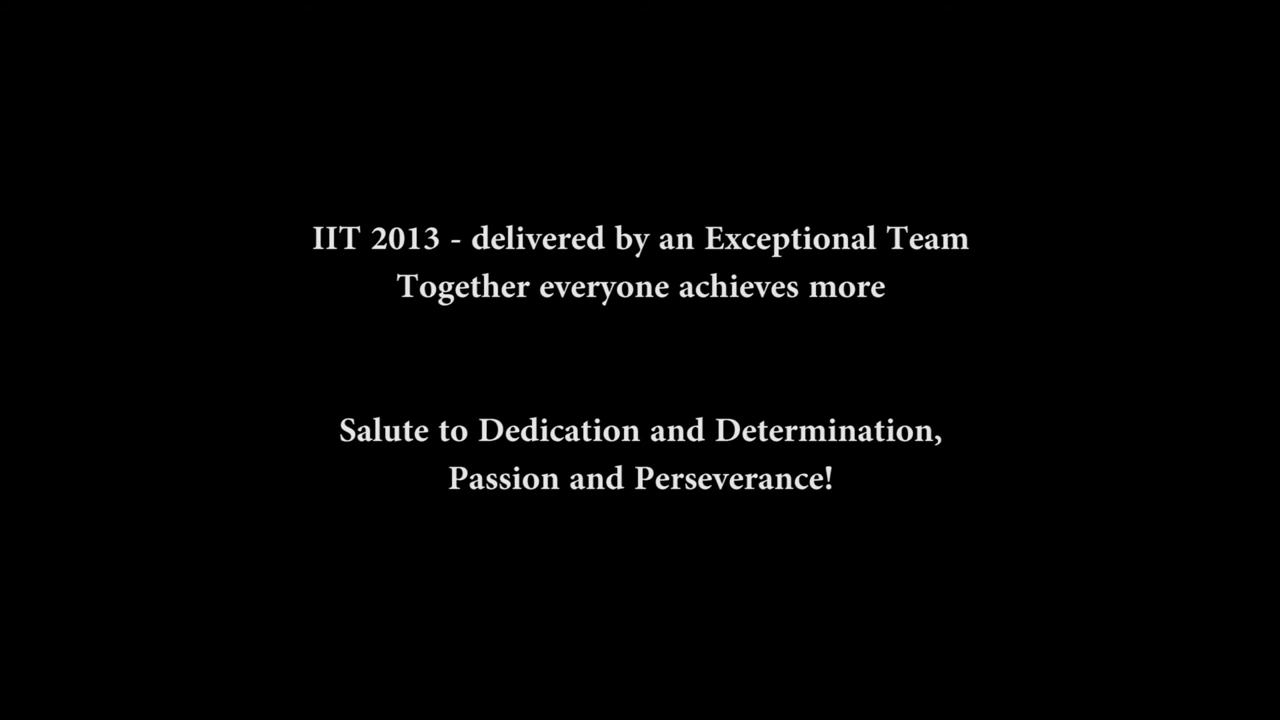 IIT 2013 - delivered by an Exceptional Team
Together everyone achieves more
Salute to Dedication and Determination,
Passion and Perseverance!